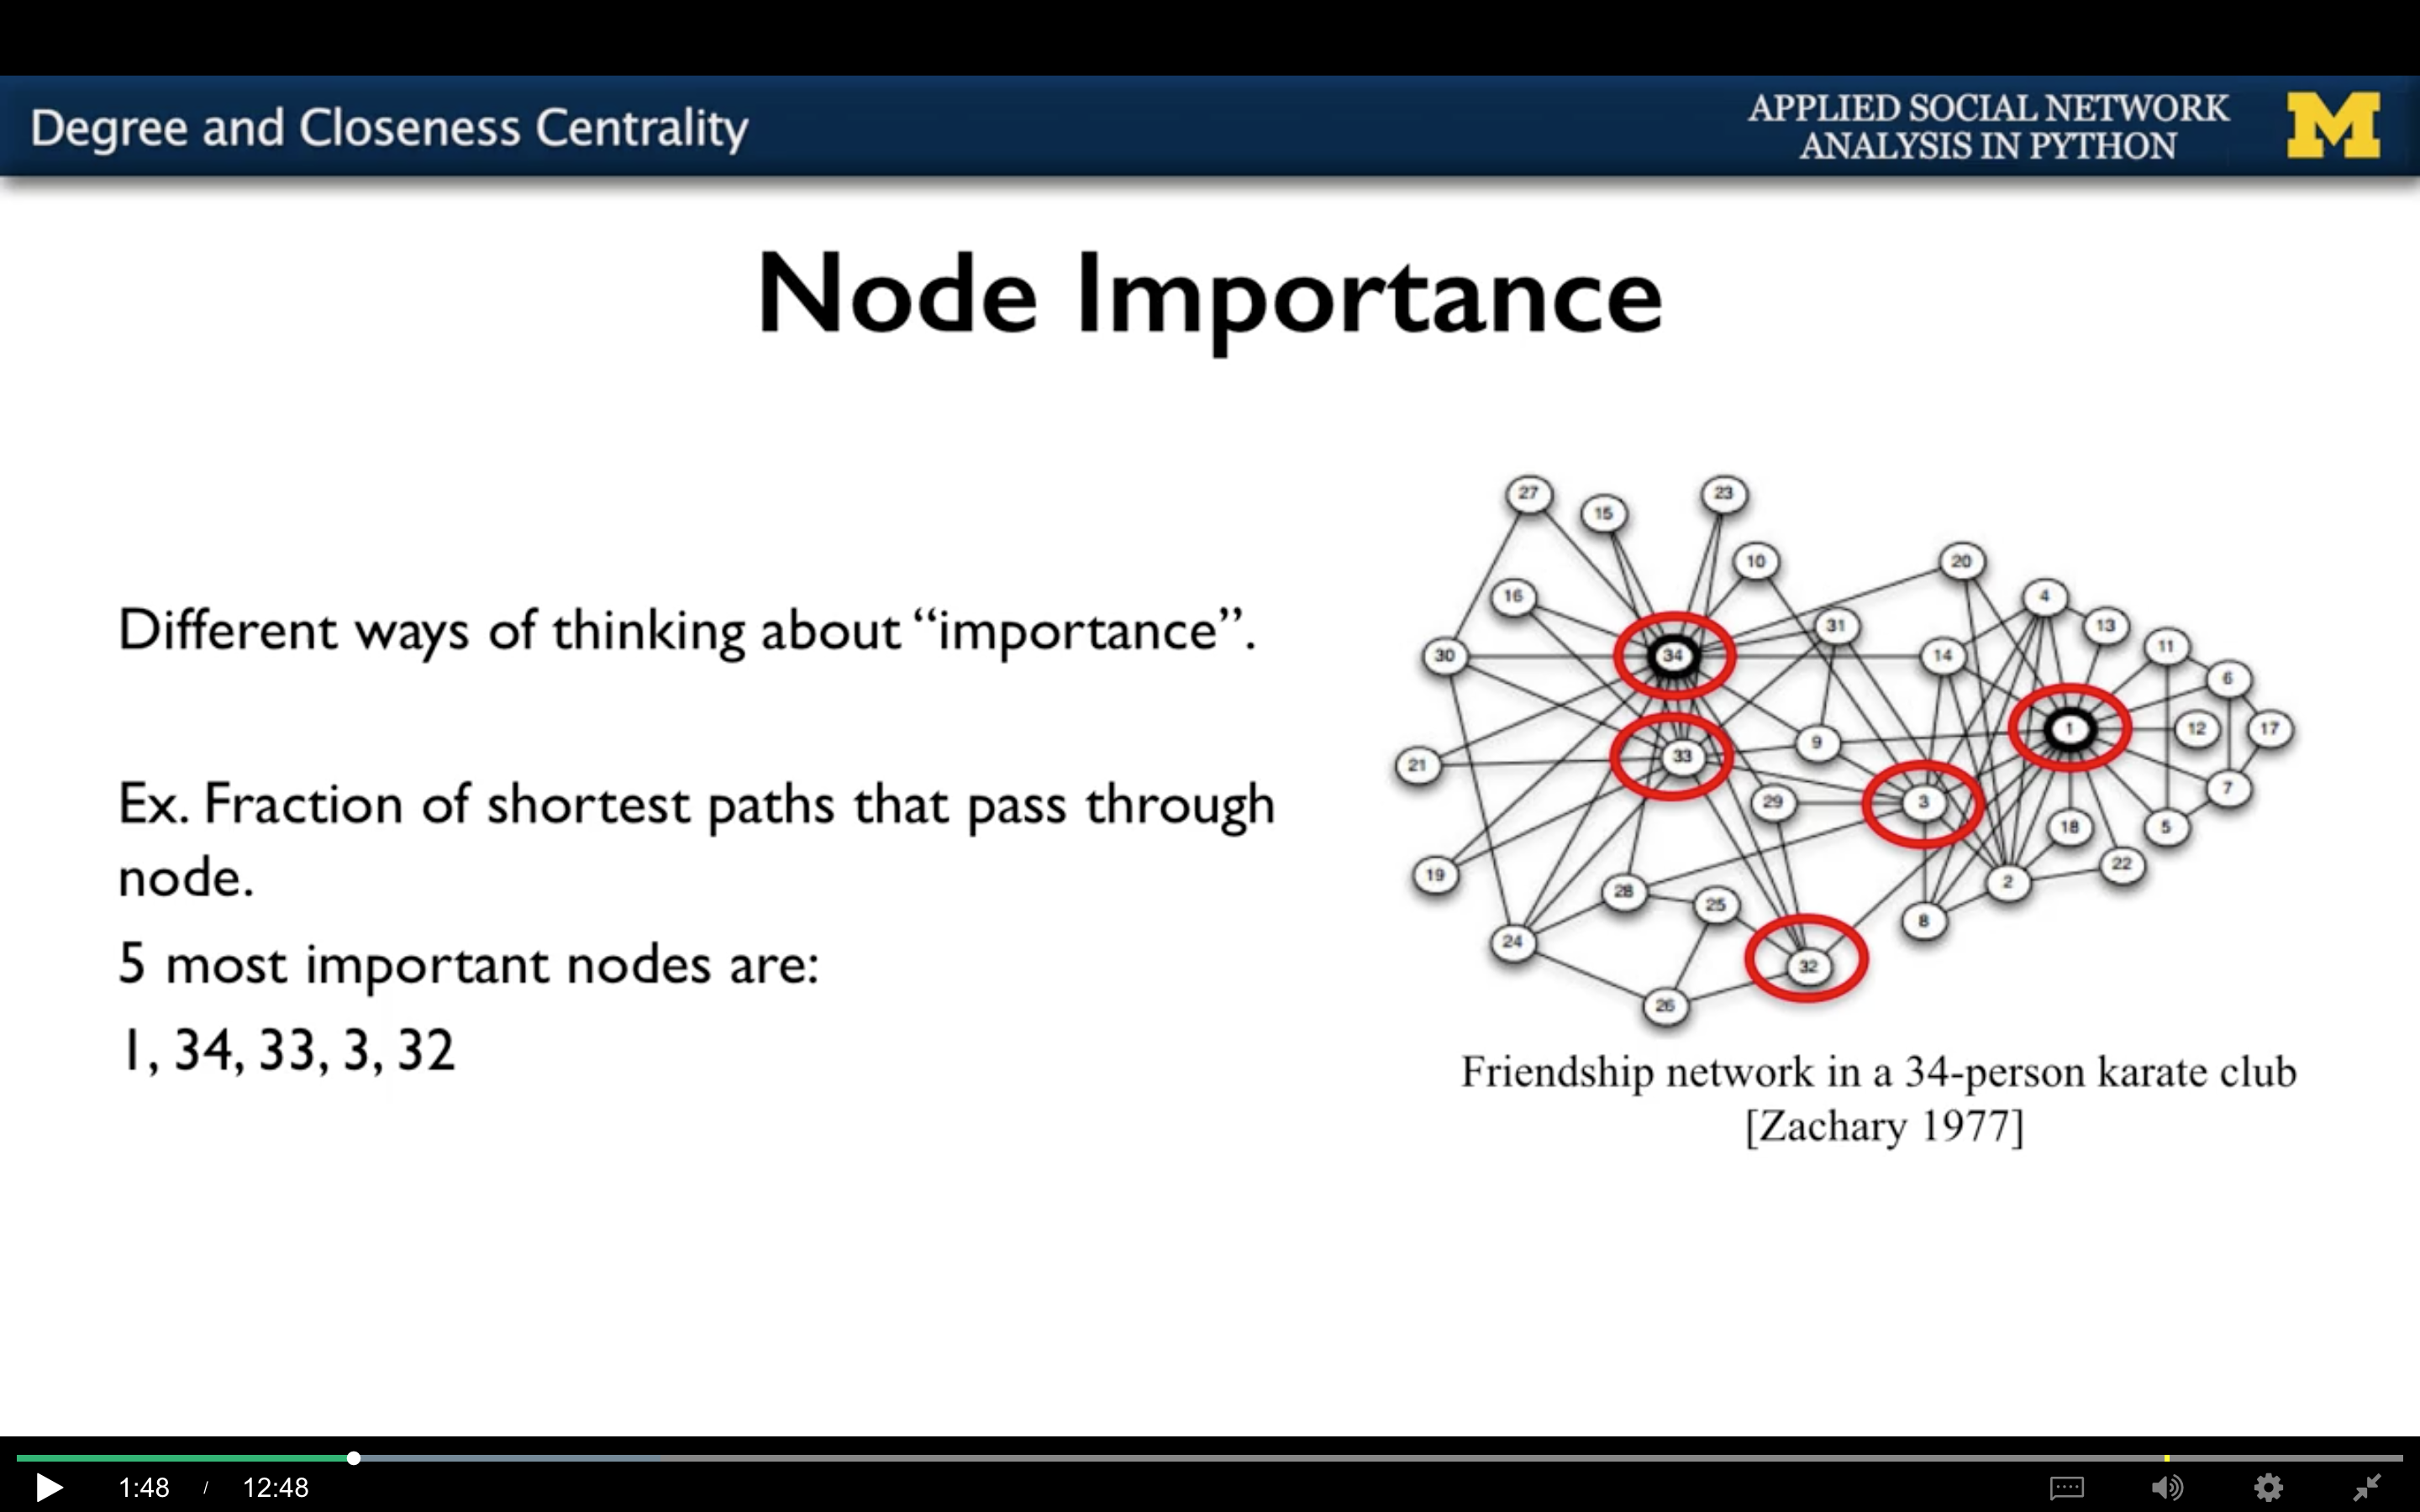 Degree and Closeness Centrality
APPLIED SOCIAL NETWORK
ANALYSIS IN PYTHON
M
Node Importance
Different ways of thinking about “importance”.
Ex. Fraction of shortest paths that pass through
node.
5 most important nodes are:
1, 34, 33, 3, 32
27
15
23
10
20
16
4
31
13
30
34
14
11
6
1
12
17
9
33
21
29
3
7
18
5
19
28
25
2
22
8
24
32
26
Friendship network in a 34-person karate club
[Zachary 1977]
1:48 / 12:48